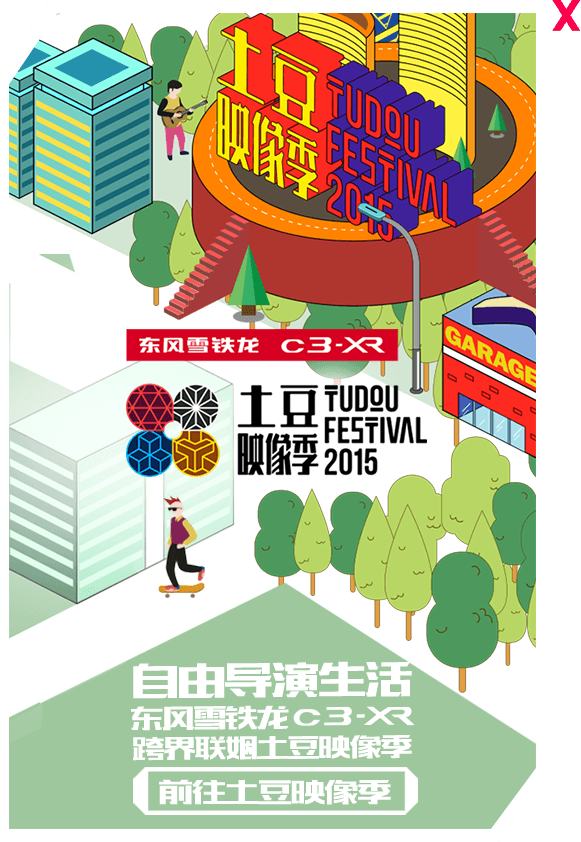 X
土豆
映像季
TUDOU
FESTIVAL
2015
东风雪铁龙 C3-XR
GARAGE
土豆
映像季
TUDOU
FESTIVAL
2015
自由导演生活
东风雪铁龙C3-XR
跨界联姻土豆映像季
前往土豆映像季